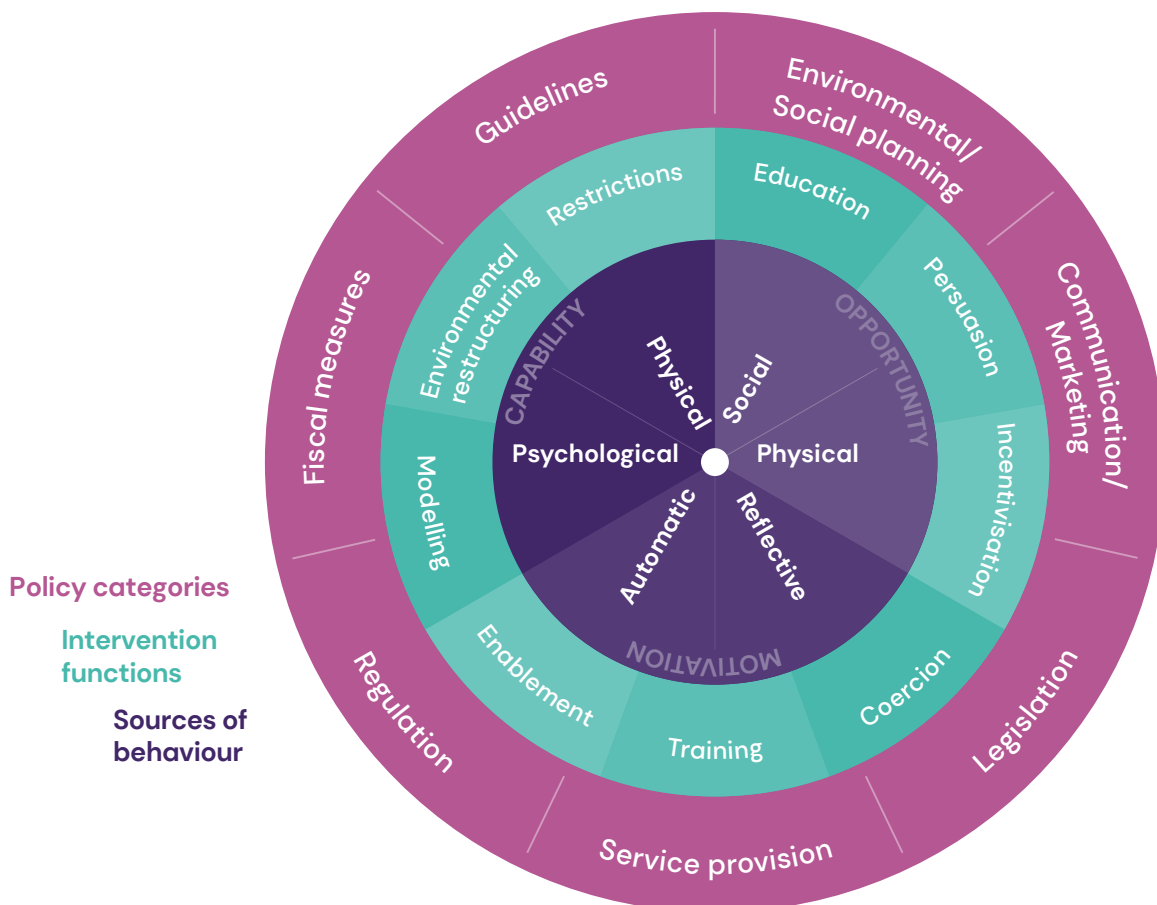 Guidelines
Environmental/
Social planning
Communication/
Marketing
Legislation
Service provision
Regulation
Fiscal measures
Restrictions
Education
Persuasion
Incentivisation
Coercion
Training
Enablement
Modelling
Environmental
restructuring
CAPABILITY
OPPORTUNITY
MOTIVATION
Physical
Social
Psychological
Physical
Automatic
Reflective
Policy categories
Intervention
functions
Sources of
behaviour